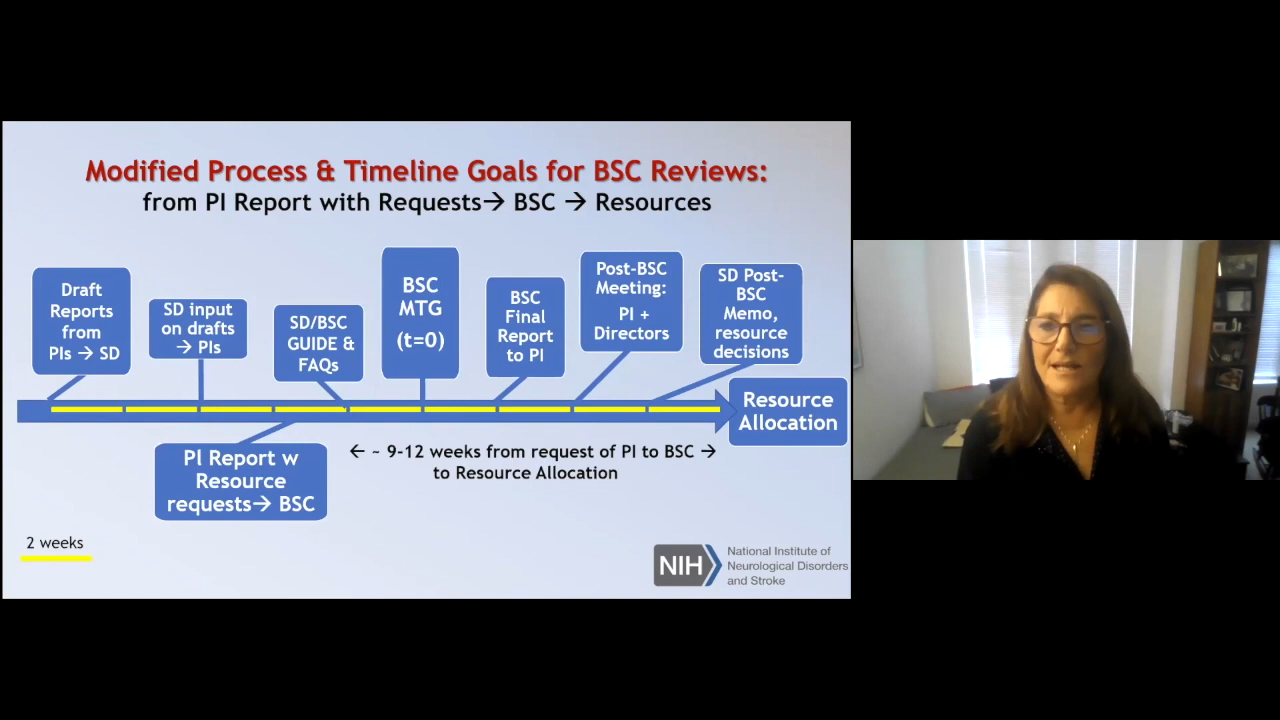 Modified Process & Timeline Goals for BSC Reviews:
from PI Report with Requests→ BSC → Resources
Draft
Reports
from
PIs → SD
SD input
on drafts
→ PIs
SD/BSC
GUIDE &
FAQs
BSC
MTG
(t=0)
BSC
Final
Report
to PI
Post-BSC
Meeting:
PI +
Directors
SD Post-
BSC
Memo,
resource
decisions
Resource
Allocation
PI Report w
Resource
requests→ BSC
← ~ 9-12 weeks from request of PI to BSC →
to Resource Allocation
2 weeks
NIH
National Institute of
Neurological Disorders
and Stroke